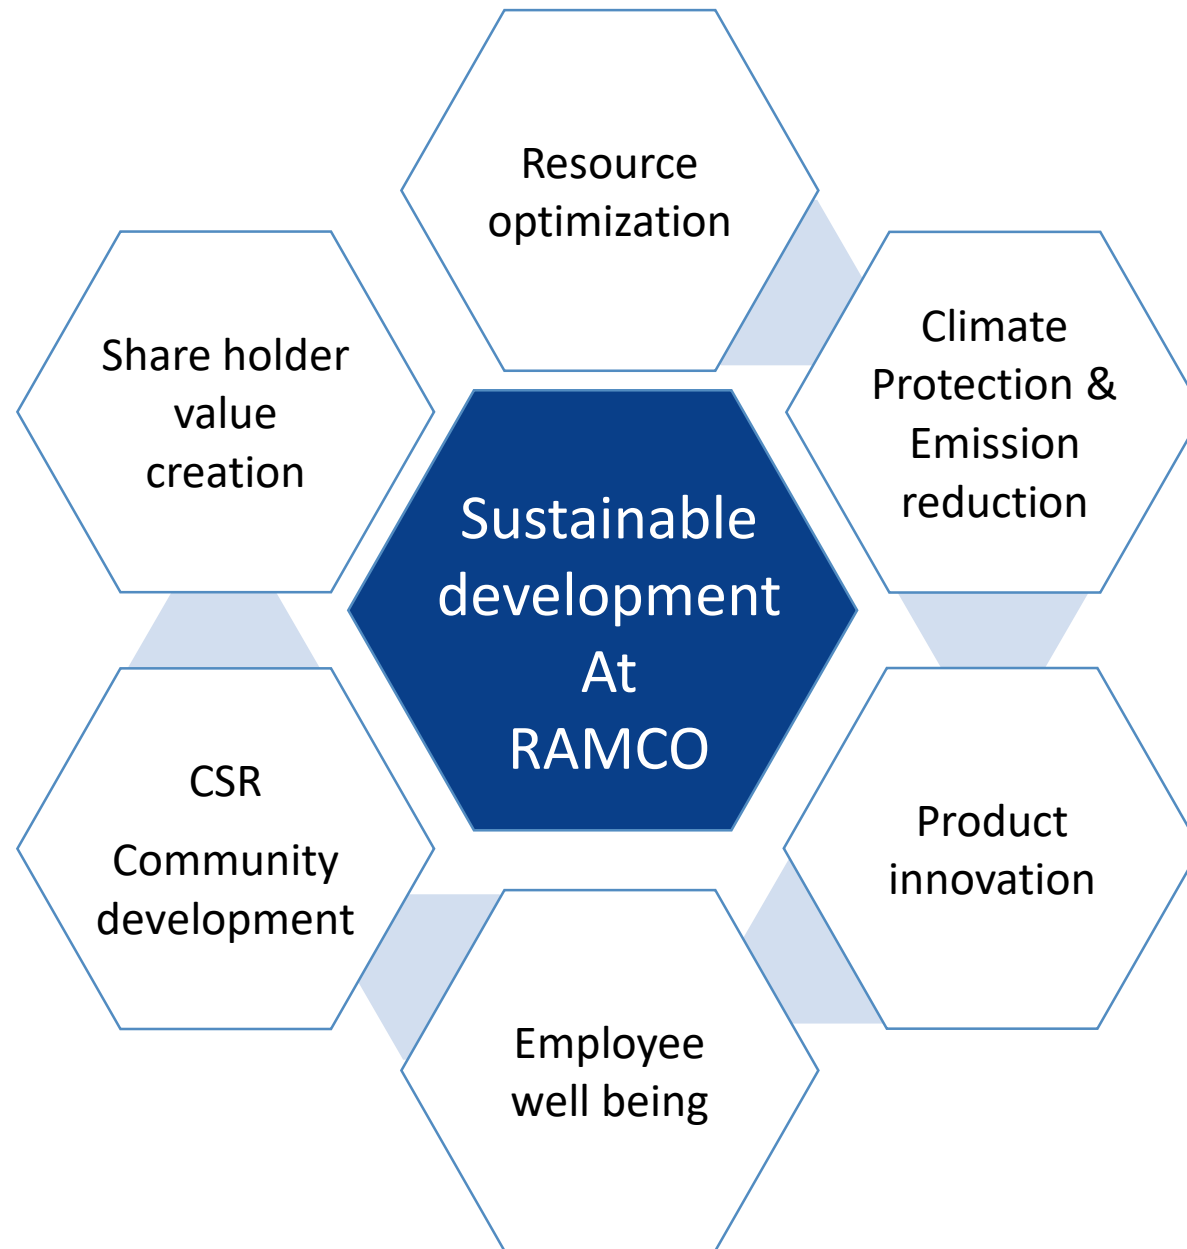 Resource
optimization
Climate
Protection &
Emission
reduction
Product
innovation
Employee
well being
CSR
Community
development
Share holder
value
creation
Sustainable
development
At
RAMCO